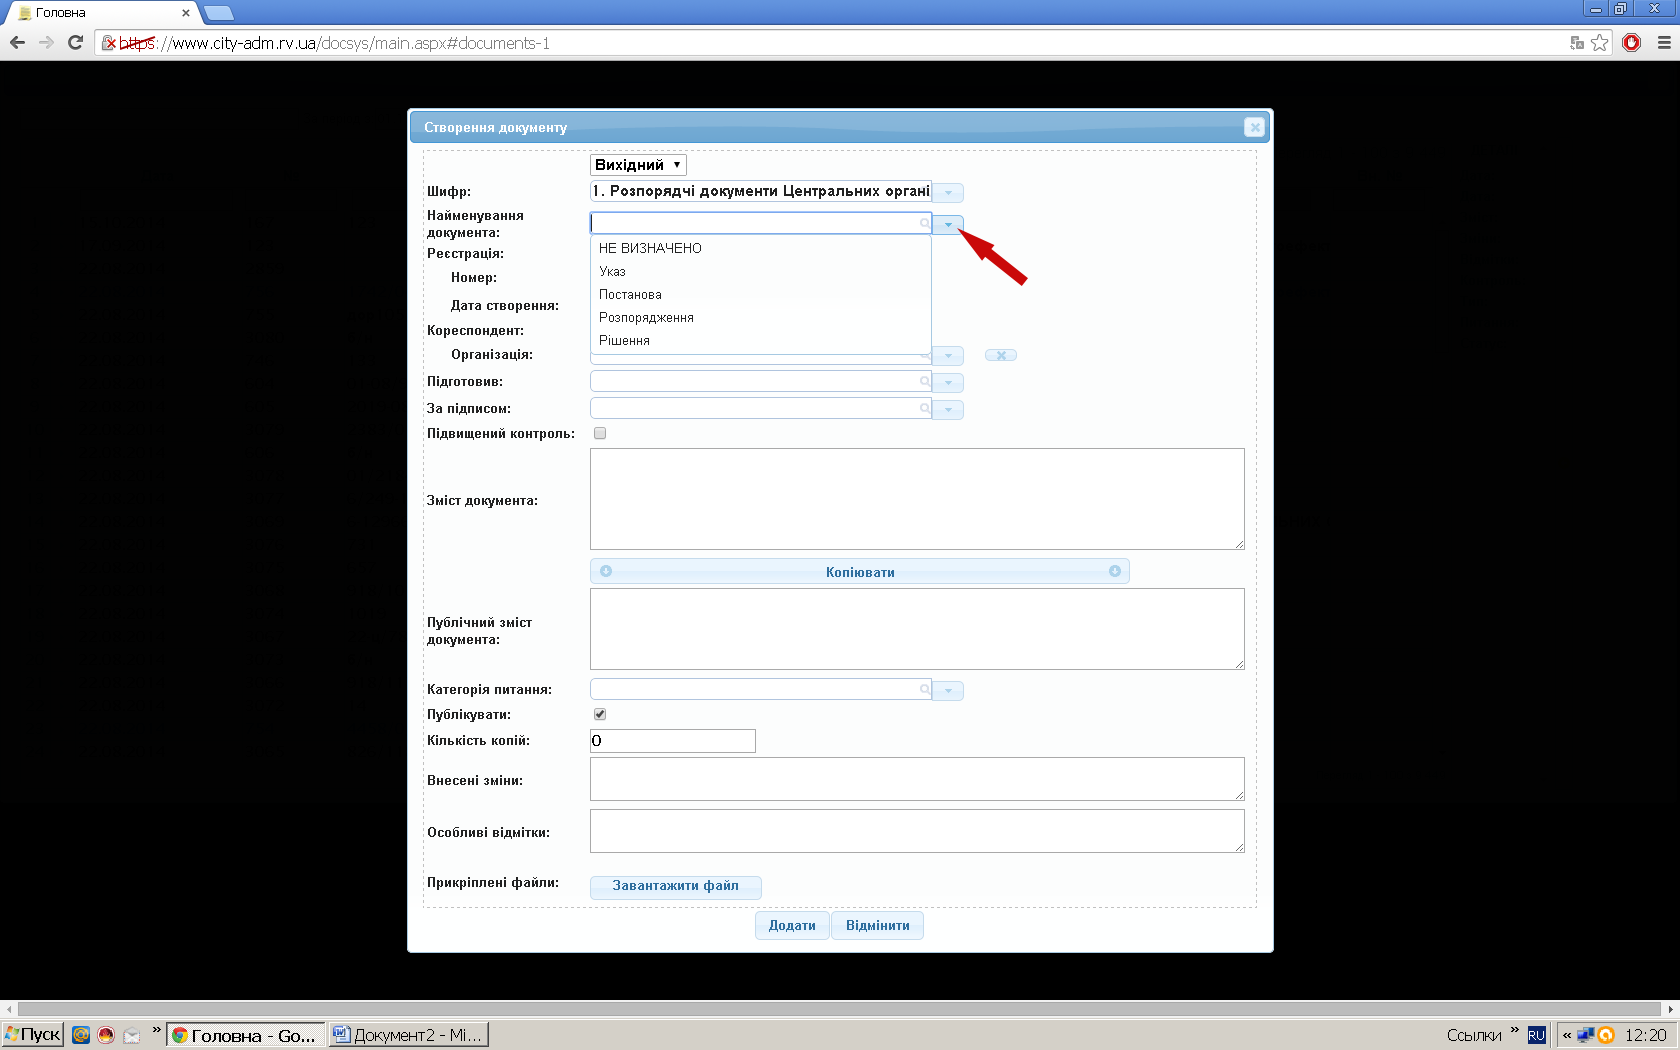 Головна
https://www.city-adm.rv.ua/docsys/main.aspx#documents-1
Створення документу
Вихідний
Шифр:
1. Розпорядчі документи Центральних органі
Найменування
документа:
НЕ ВИЗНАЧЕНО
Указ
Постанова
Розпорядження
Рішення
Реєстрація:
Номер:
Дата створення:
Кореспондент:
Організація:
Підготовив:
За підписом:
Підвищений контроль:
Зміст документа:
Копіювати
Публічний зміст
документа:
Категорія питання:
Публікувати:
Кількість копій:
0
Внесені зміни:
Особливі відмітки:
Прикріплені файли:
Завантажити файл
Додати
Відмінити
Пуск
»
Головна - Go...
Документ2 - Mi...
Ссылки
»
RU
«
12:20